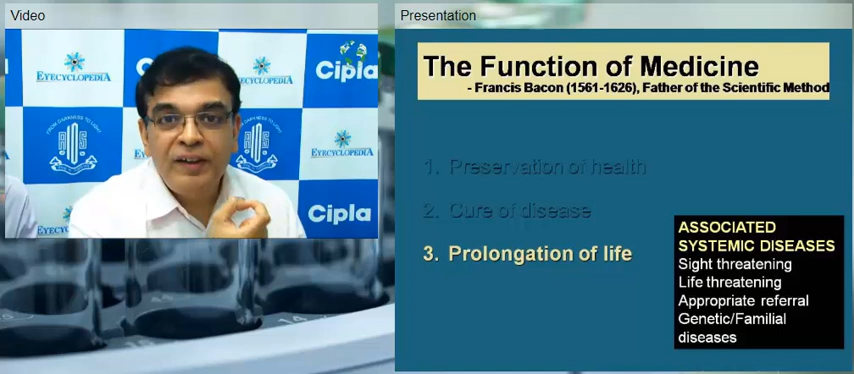 Video
Presentation
EYECYCLOPEDIA
Cipla
FROM DARKNESS TO LIGHT
EYECYCLOPEDIA
Cipla
The Function of Medicine
- Francis Bacon (1561-1626), Father of the Scientific Method
1. Preservation of health
2. Cure of disease
3. Prolongation of life
ASSOCIATED
SYSTEMIC DISEASES
Sight threatening
Life threatening
Appropriate referral
Genetic/Familial
diseases